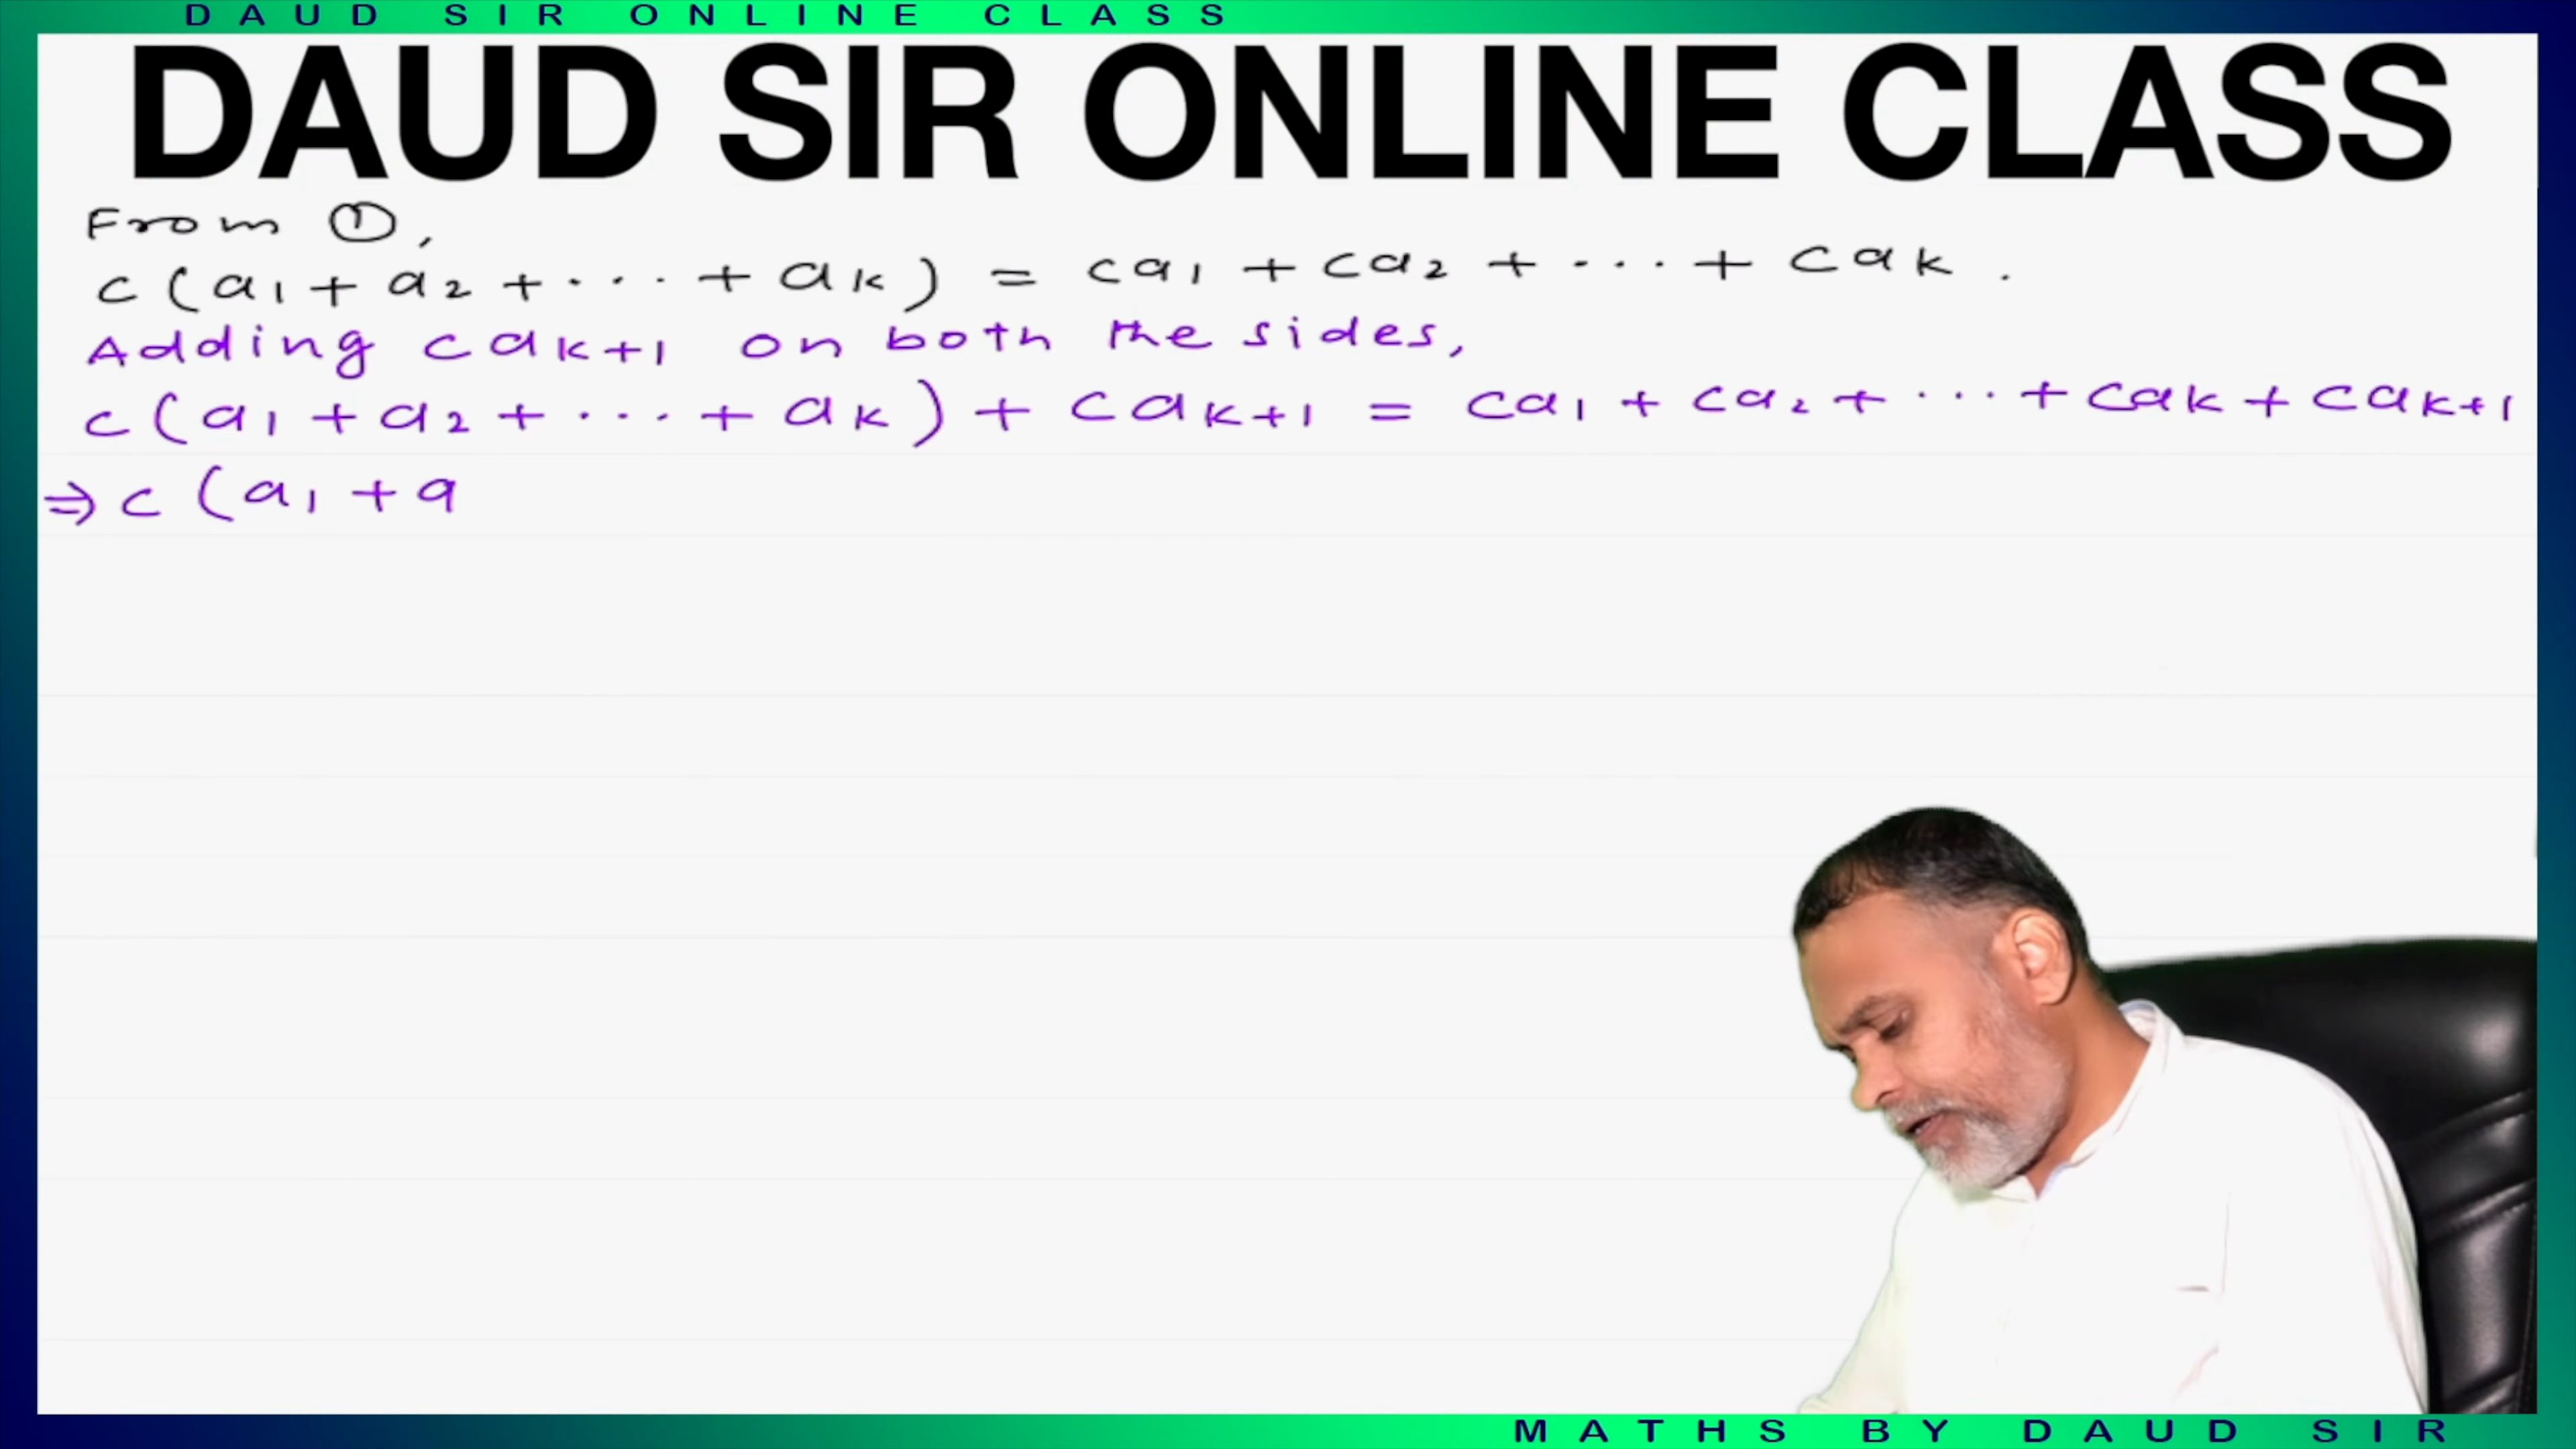 DAUD SIR ONLINE CLASS
DAUD SIR ONLINE CLASS
From ①,
c(a₁ + a₂ + ... + aₖ) = ca₁ + ca₂ + ... + caₖ.
Adding caₖ₊₁ on both the sides,
c(a₁ + a₂ + ... + aₖ) + caₖ₊₁ = ca₁ + ca₂ + ... + caₖ + caₖ₊₁
⇒ c(a₁ + a
MATHS BY DAUD SIR